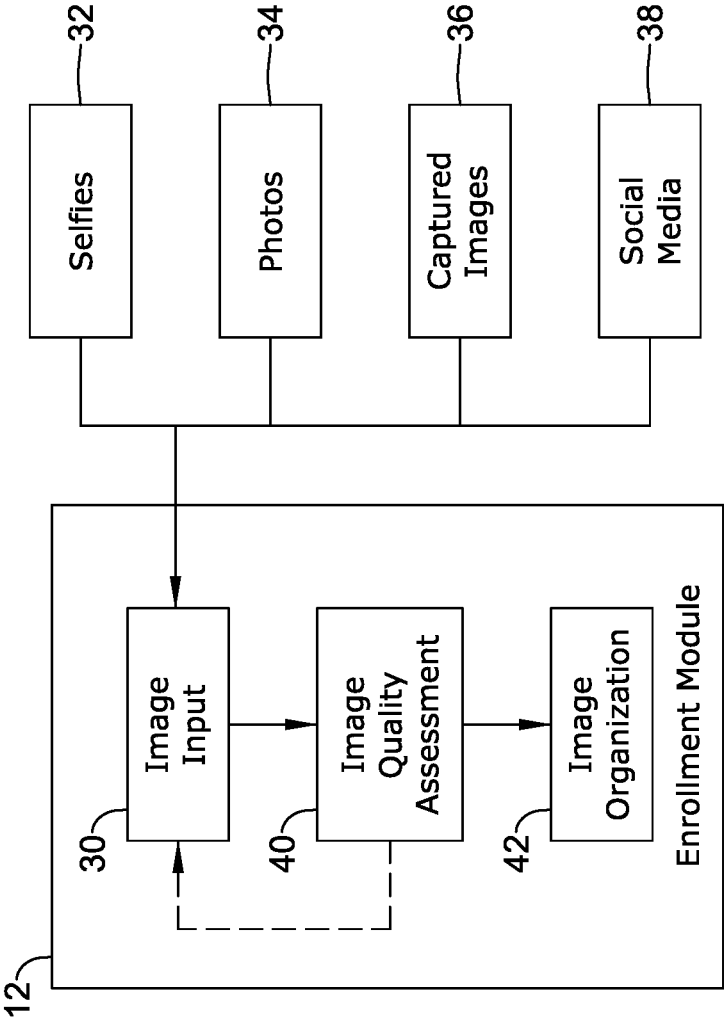 12
30
Image
Input
40
Image
Quality
Assessment
42
Image
Organization
Enrollment Module
Selfies
32
Photos
34
Captured
Images
36
Social
Media
38